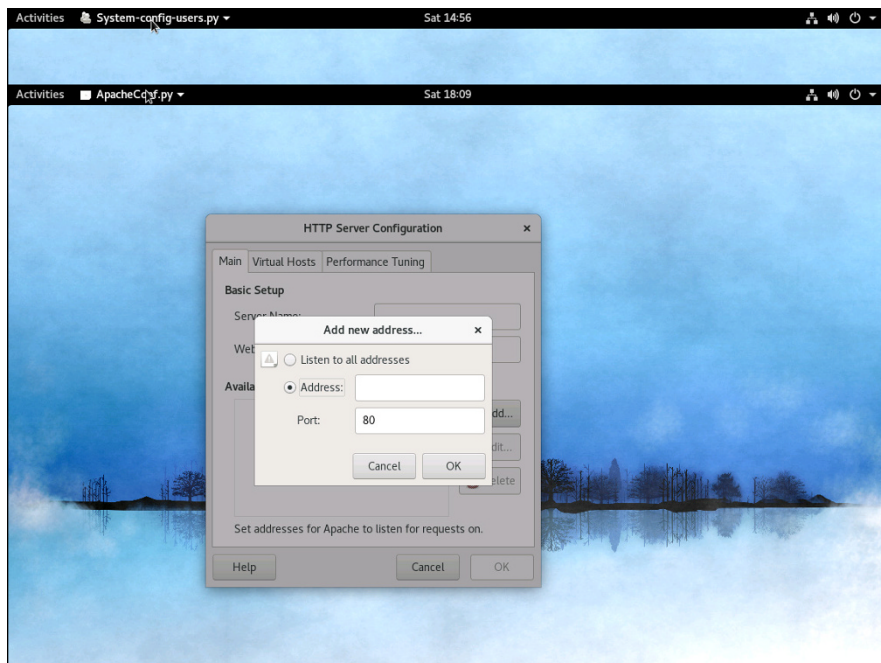 Activities System-config-users.py Sat 14:56
Activities ApacheConf.py Sat 18:09
HTTP Server Configuration
Main Virtual Hosts Performance Tuning
Basic Setup
Server Name:
Add new address...
Listen to all addresses
Address:
Port: 80
Cancel OK
Set addresses for Apache to listen for requests on.
Help Cancel OK